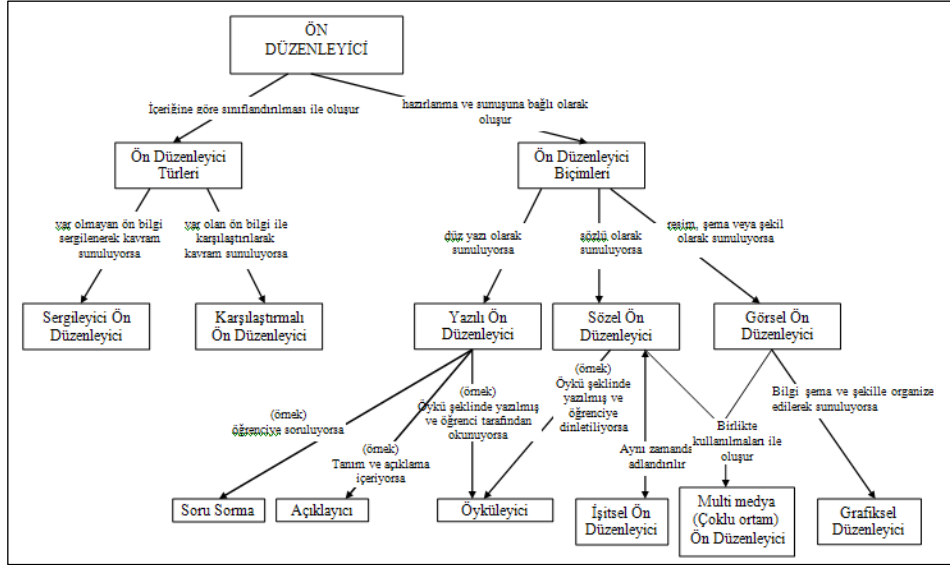 ÖN
DÜZENLEYİCİ
İçeriğine göre sınıflandırılması ile oluşur
hazırlanma ve sunuşuna bağlı olarak
oluşur
Ön Düzenleyici
Türleri
Ön Düzenleyici
Biçimleri
var olmayan ön bilgi
sergilenerek kavram
sunuluyorsa
var olan ön bilgi ile
karşılaştırılarak
kavram sunuluyorsa
düz yazı olarak
sunuluyorsa
sözlü olarak
sunuluyorsa
resim, şema veya şekil
olarak sunuluyorsa
Sergileyici Ön
Düzenleyici
Karşılaştırmalı
Ön Düzenleyici
Yazılı Ön
Düzenleyici
Sözel Ön
Düzenleyici
Görsel Ön
Düzenleyici
(örnek)
öğrenciye soruluyorsa
(örnek)
Tanım ve açıklama
içeriyorsa
(örnek)
Öykü şeklinde yazılmış
ve öğrenci tarafından
okunuyorsa
(örnek)
Öykü şeklinde
yazılmış ve
öğrenciye
dinletiliyorsa
Aynı zamanda
adlandırılır
Birlikte
kullanılmaları ile
oluşur
Bilgi şema ve şekille organize
edilerek sunuluyorsa
Soru Sorma
Açıklayıcı
Öyküleyici
İşitsel Ön
Düzenleyici
Multi medya
(Çoklu ortam)
Ön Düzenleyici
Grafiksel
Düzenleyici